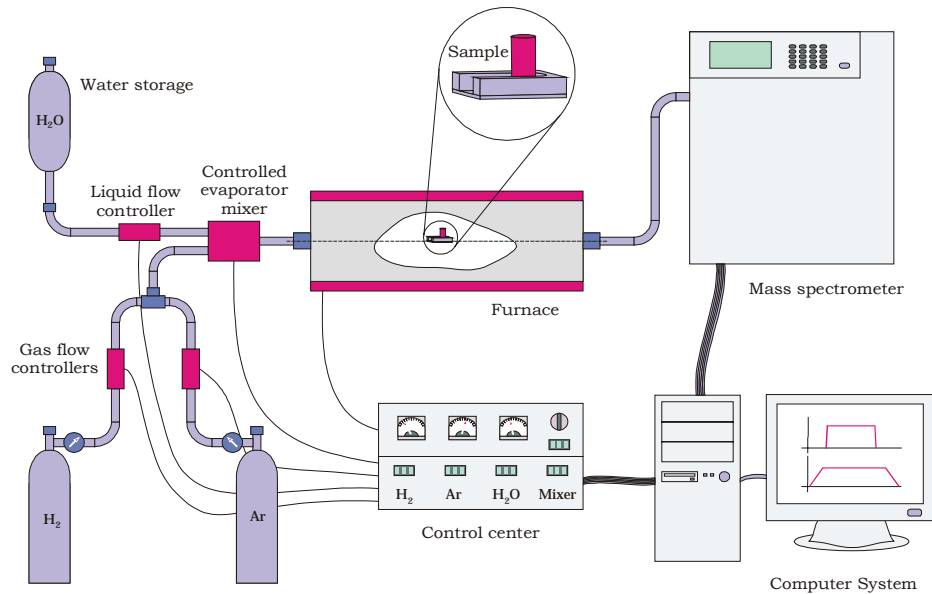 Sample
Water storage
H₂O
Controlled
evaporator
mixer
Liquid flow
controller
Furnace
Mass spectrometer
Gas flow
controllers
H₂
Ar
H₂
Ar
H₂O
Mixer
Control center
Computer System